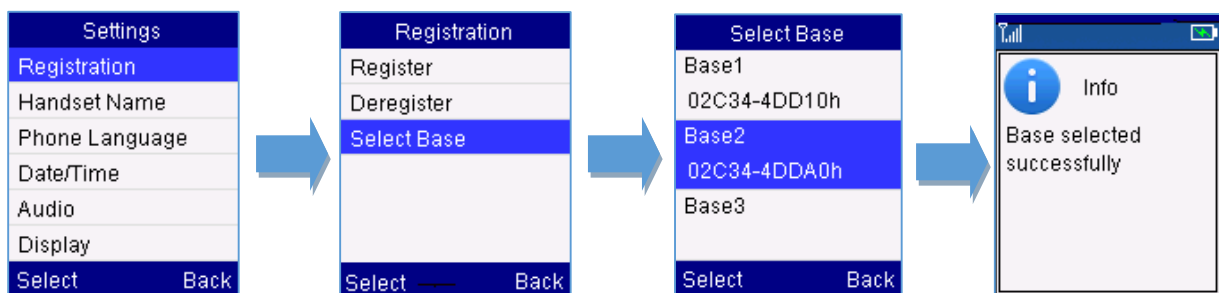 Settings
Registration
Handset Name
Phone Language
Date/Time
Audio
Display
Select Back
Registration
Register
Deregister
Select Base
Select Back
Select Base
Base1
02C34-4DD10h
Base2
02C34-4DDA0h
Base3
Select Back
Info
Base selected
successfully